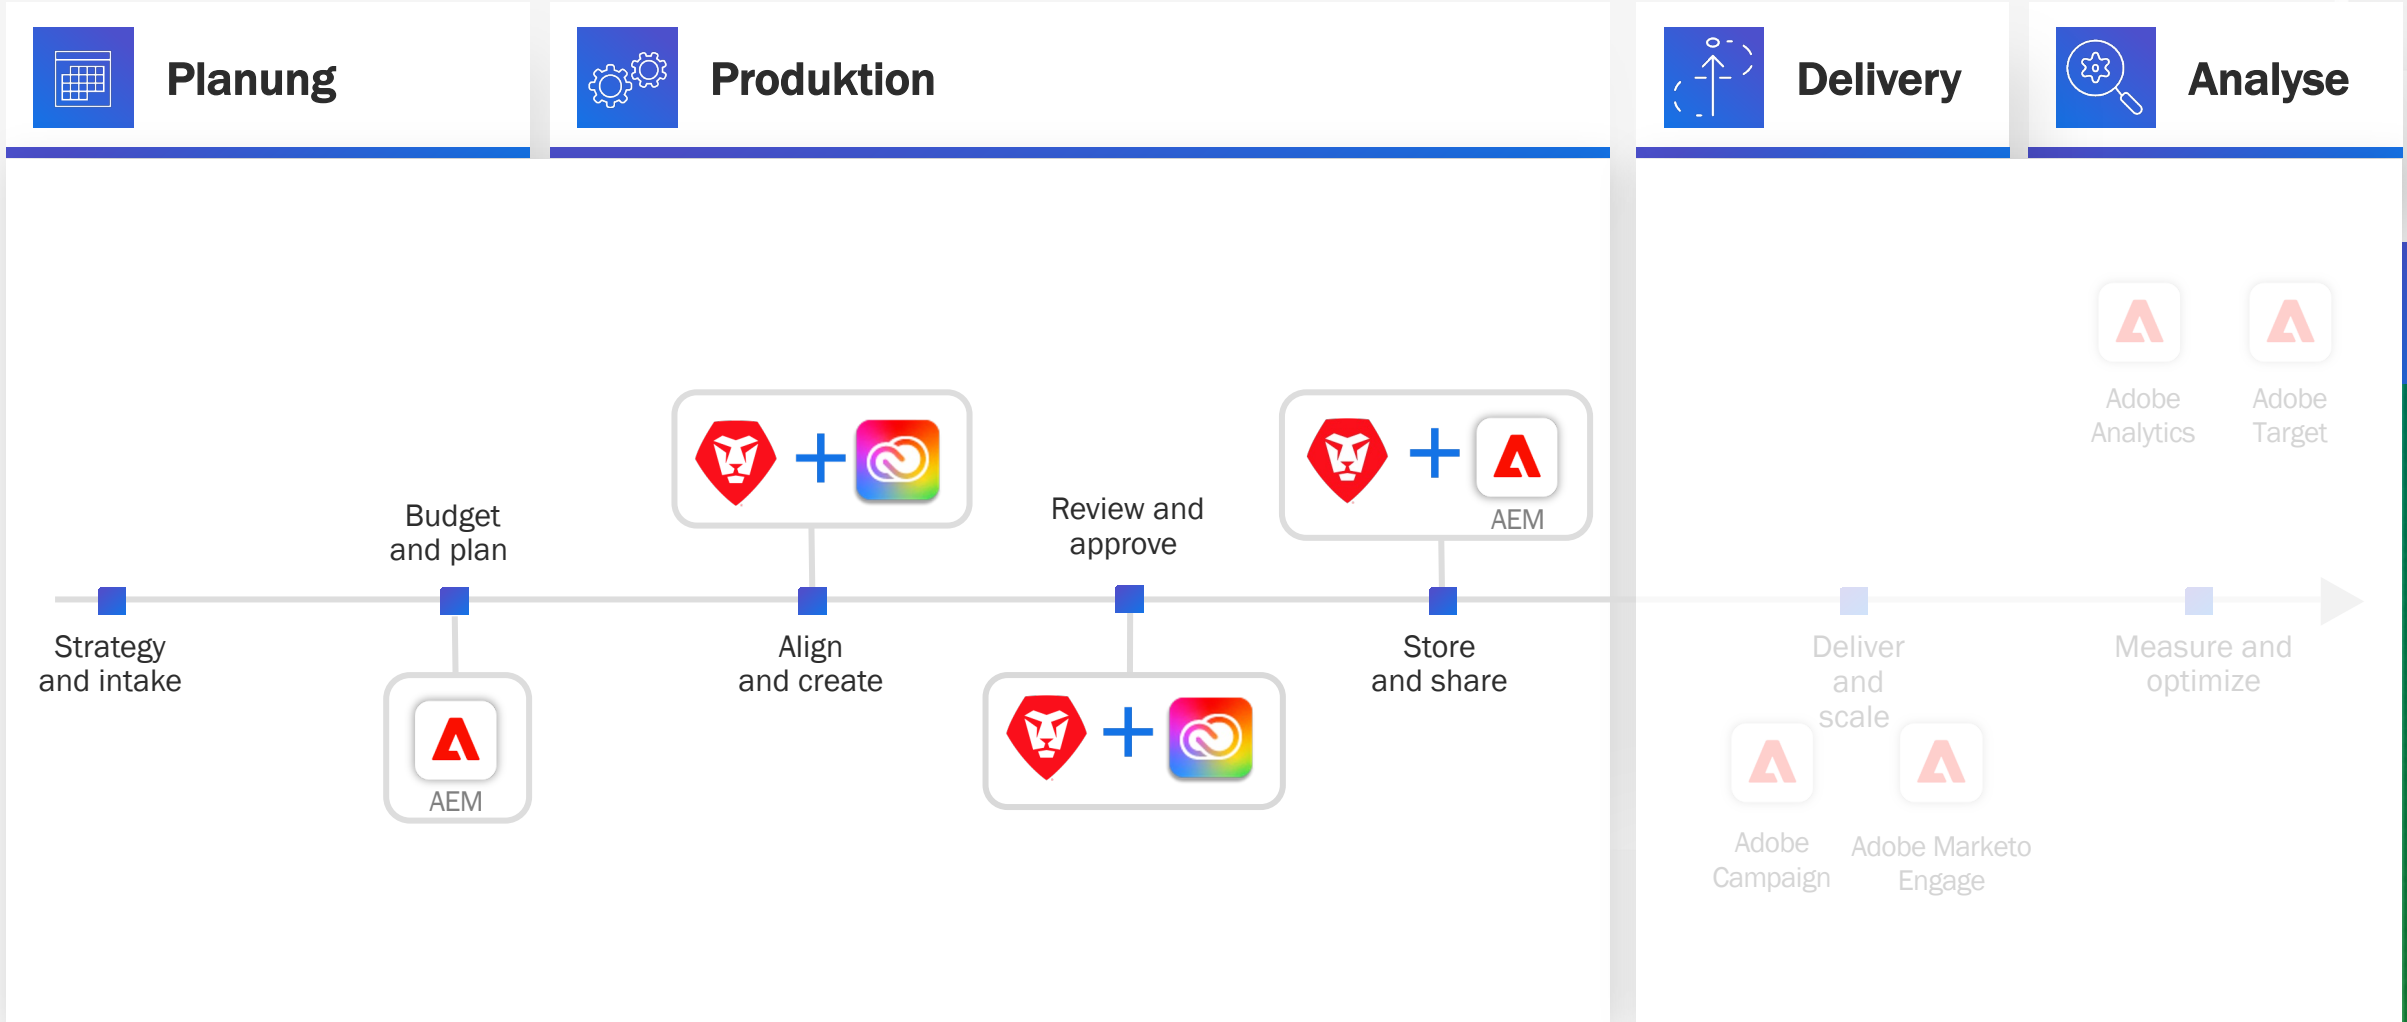 Planung
Produktion
Delivery
Analyse
Strategy
and intake
Budget
and plan
AEM
Align
and create
Review and
approve
AEM
Store
and share
Deliver
and
scale
Adobe
Campaign
Adobe Marketo
Engage
Adobe
Analytics
Adobe
Target
Measure and
optimize